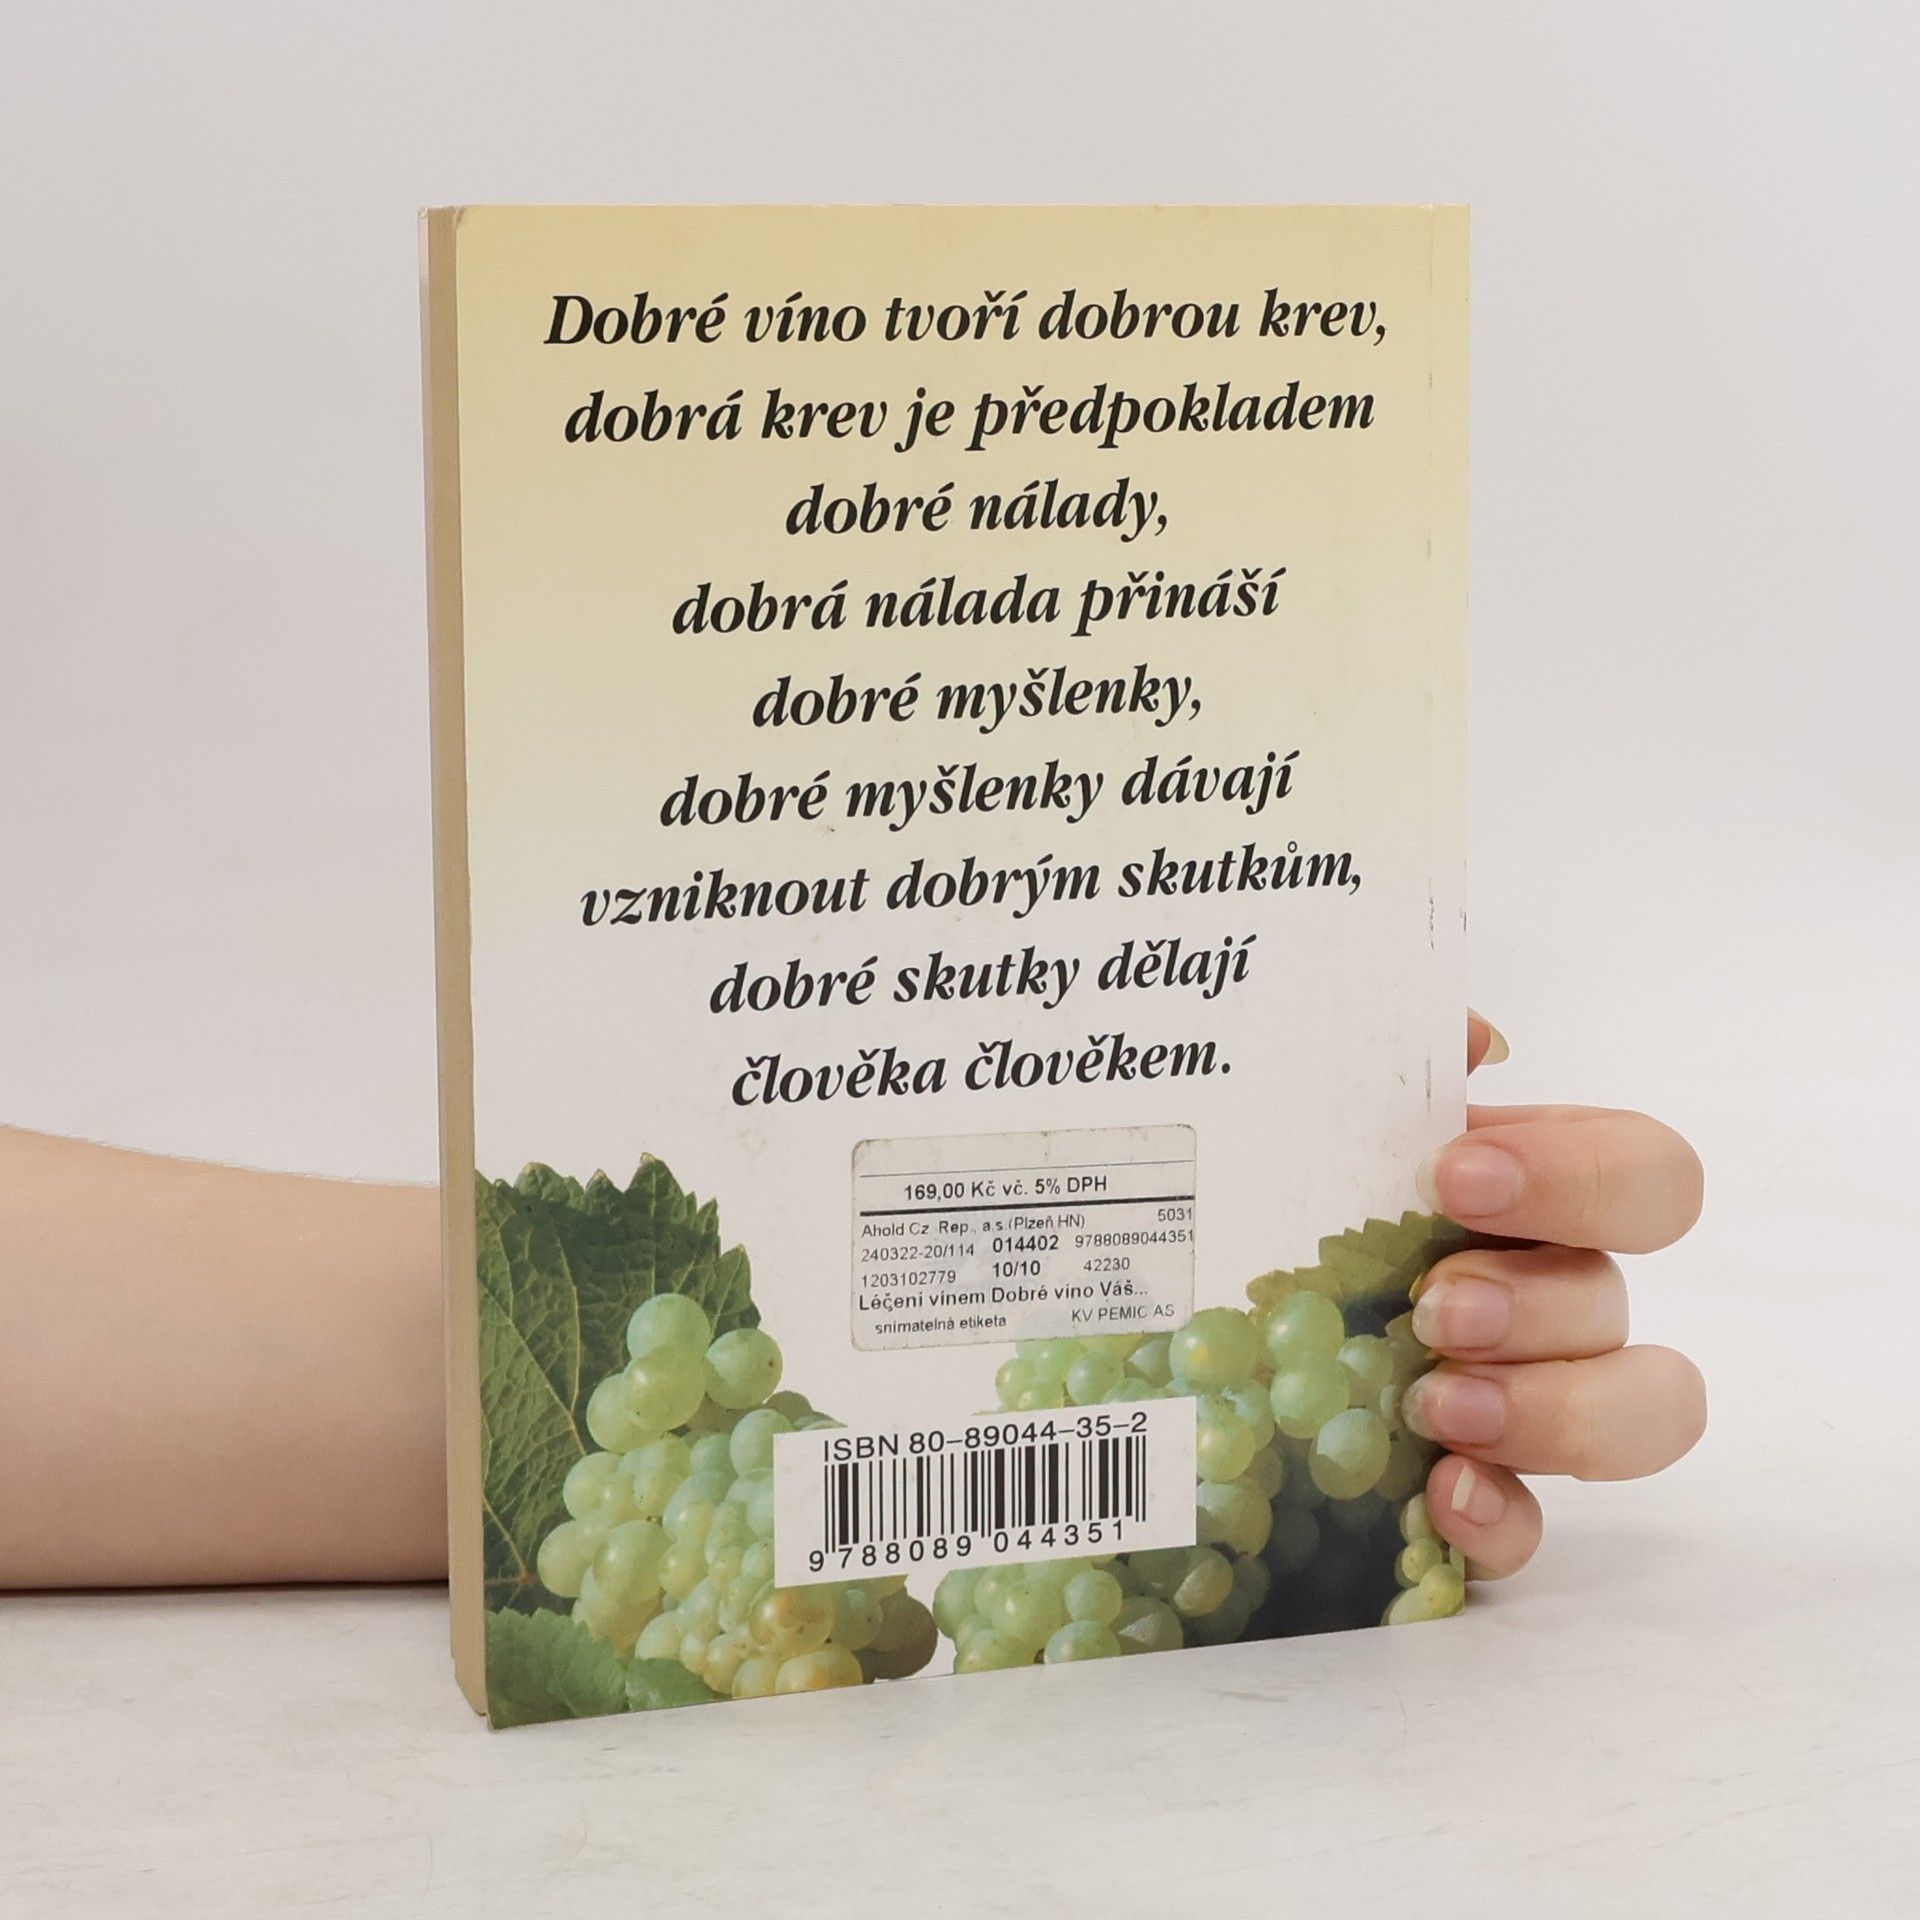 Dobré víno tvoří dobrou krev,
dobrá krev je předpokladem
dobré nálady,
dobrá nálada přináší
dobré myšlenky,
dobré myšlenky dávají
vzniknout dobrým skutkům,
dobré skutky dělají
člověka člověkem.
169,00 Kč vč. 5% DPH
Ahold Cz Rep., a.s.(Plzeň HN) 5031
240322-20/114 014402 9788089044351
1203102779 10/10 42230
Léčení vínem Dobré víno Váš...
snímatelná etiketa KV PEMIC AS
ISBN 80-89044-35-2
9 788089 044351